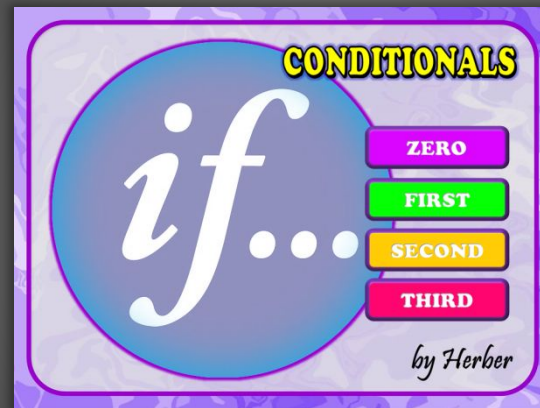 CONDITIONALS
if...
ZERO
FIRST
SECOND
THIRD
by Herber